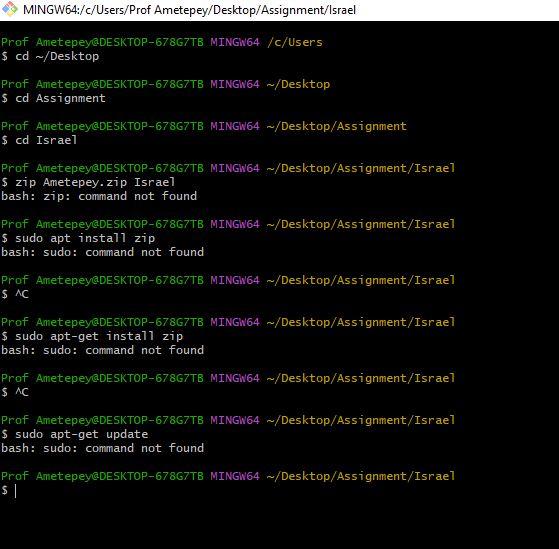 MINGW64:/c/Users/Prof Ametepey/Desktop/Assignment/Israel
Prof Ametepey@DESKTOP-678G7TB MINGW64 /c/Users
$ cd ~/Desktop
Prof Ametepey@DESKTOP-678G7TB MINGW64 ~/Desktop
$ cd Assignment
Prof Ametepey@DESKTOP-678G7TB MINGW64 ~/Desktop/Assignment
$ cd Israel
Prof Ametepey@DESKTOP-678G7TB MINGW64 ~/Desktop/Assignment/Israel
$ zip Ametepey.zip Israel
bash: zip: command not found
Prof Ametepey@DESKTOP-678G7TB MINGW64 ~/Desktop/Assignment/Israel
$ sudo apt install zip
bash: sudo: command not found
Prof Ametepey@DESKTOP-678G7TB MINGW64 ~/Desktop/Assignment/Israel
$ ^C
Prof Ametepey@DESKTOP-678G7TB MINGW64 ~/Desktop/Assignment/Israel
$ sudo apt-get install zip
bash: sudo: command not found
Prof Ametepey@DESKTOP-678G7TB MINGW64 ~/Desktop/Assignment/Israel
$ ^C
Prof Ametepey@DESKTOP-678G7TB MINGW64 ~/Desktop/Assignment/Israel
$ sudo apt-get update
bash: sudo: command not found
Prof Ametepey@DESKTOP-678G7TB MINGW64 ~/Desktop/Assignment/Israel
$